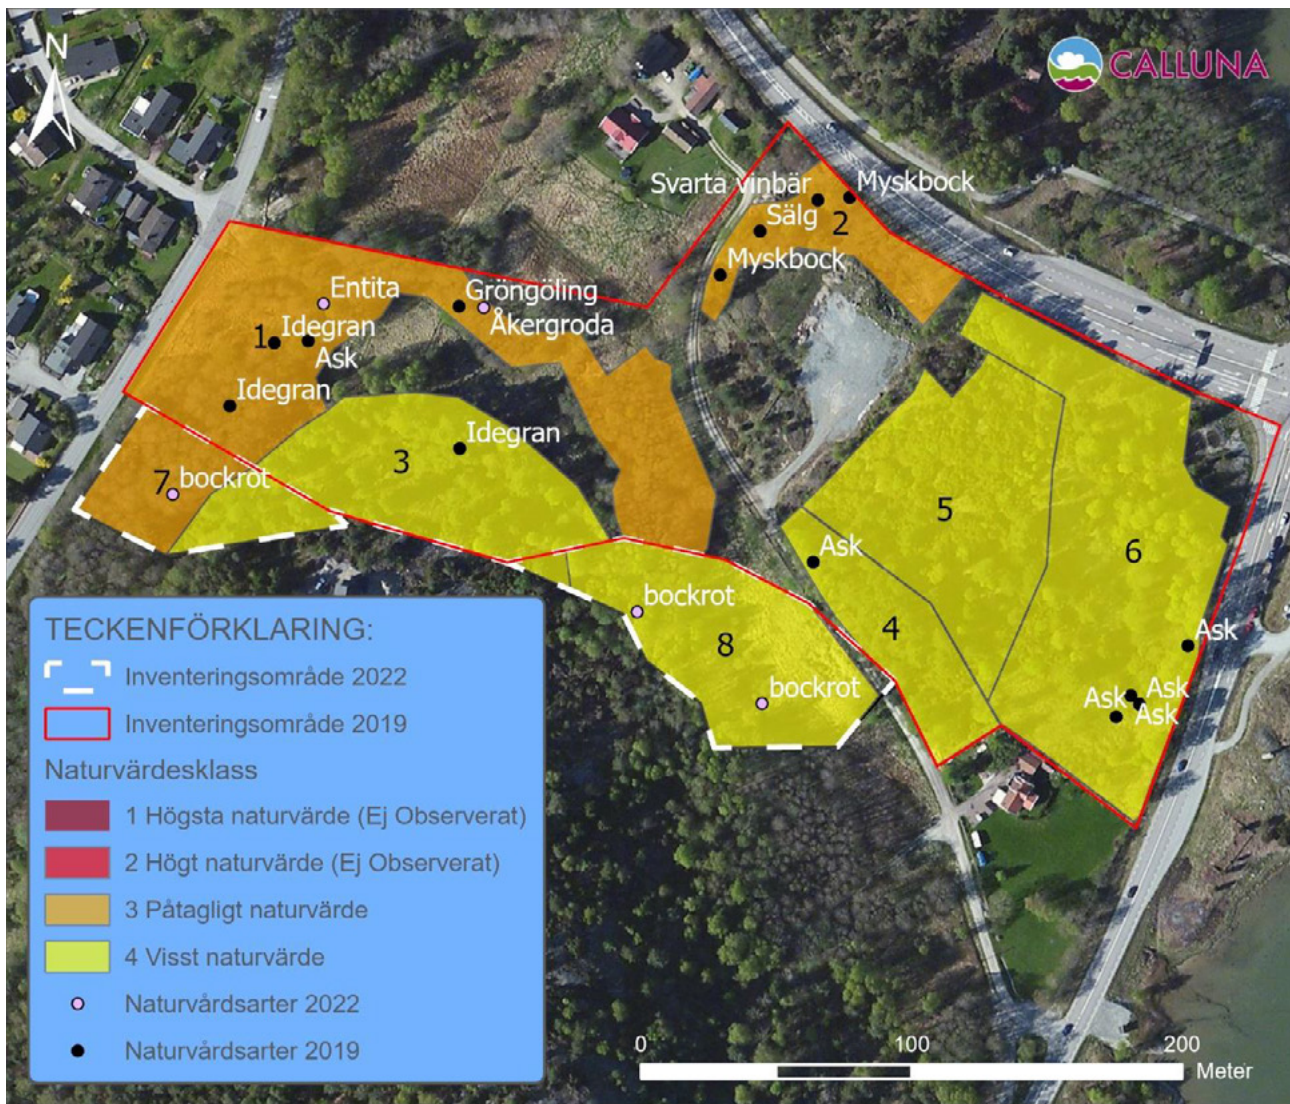 N
CALLUNA
Svarta vinbär
Myskbock
Sälg
2
Myskbock
Entita
Gröngöling
Åkergroda
1
Idegran
Ask
Idegran
Idegran
3
7
bockrot
5
6
Ask
bockrot
4
8
Ask
bockrot
Ask
Ask
Ask
TECKENFÖRKLARING:
Inventeringsområde 2022
Inventeringsområde 2019
Naturvärdesklass
1 Högsta naturvärde (Ej Observerat)
2 Högt naturvärde (Ej Observerat)
3 Påtagligt naturvärde
4 Visst naturvärde
Naturvårdsarter 2022
Naturvårdsarter 2019
0 100 200
Meter